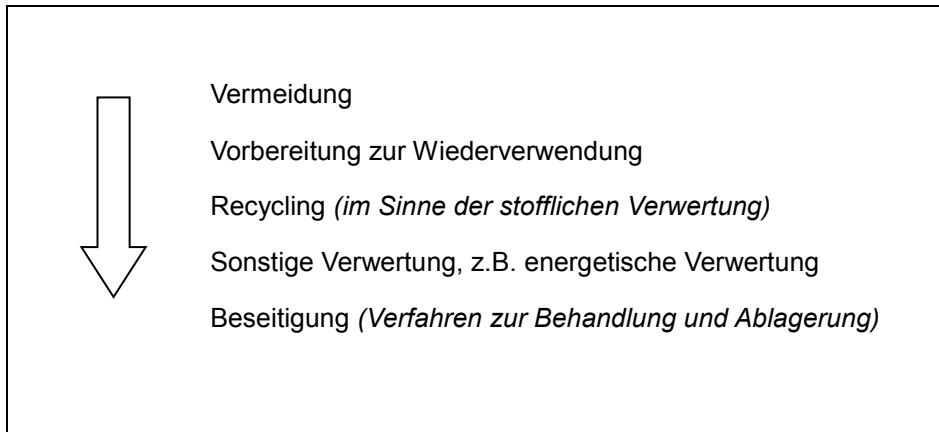 Vermeidung
Vorbereitung zur Wiederverwendung
Recycling (im Sinne der stofflichen Verwertung)
Sonstige Verwertung, z.B. energetische Verwertung
Beseitigung (Verfahren zur Behandlung und Ablagerung)